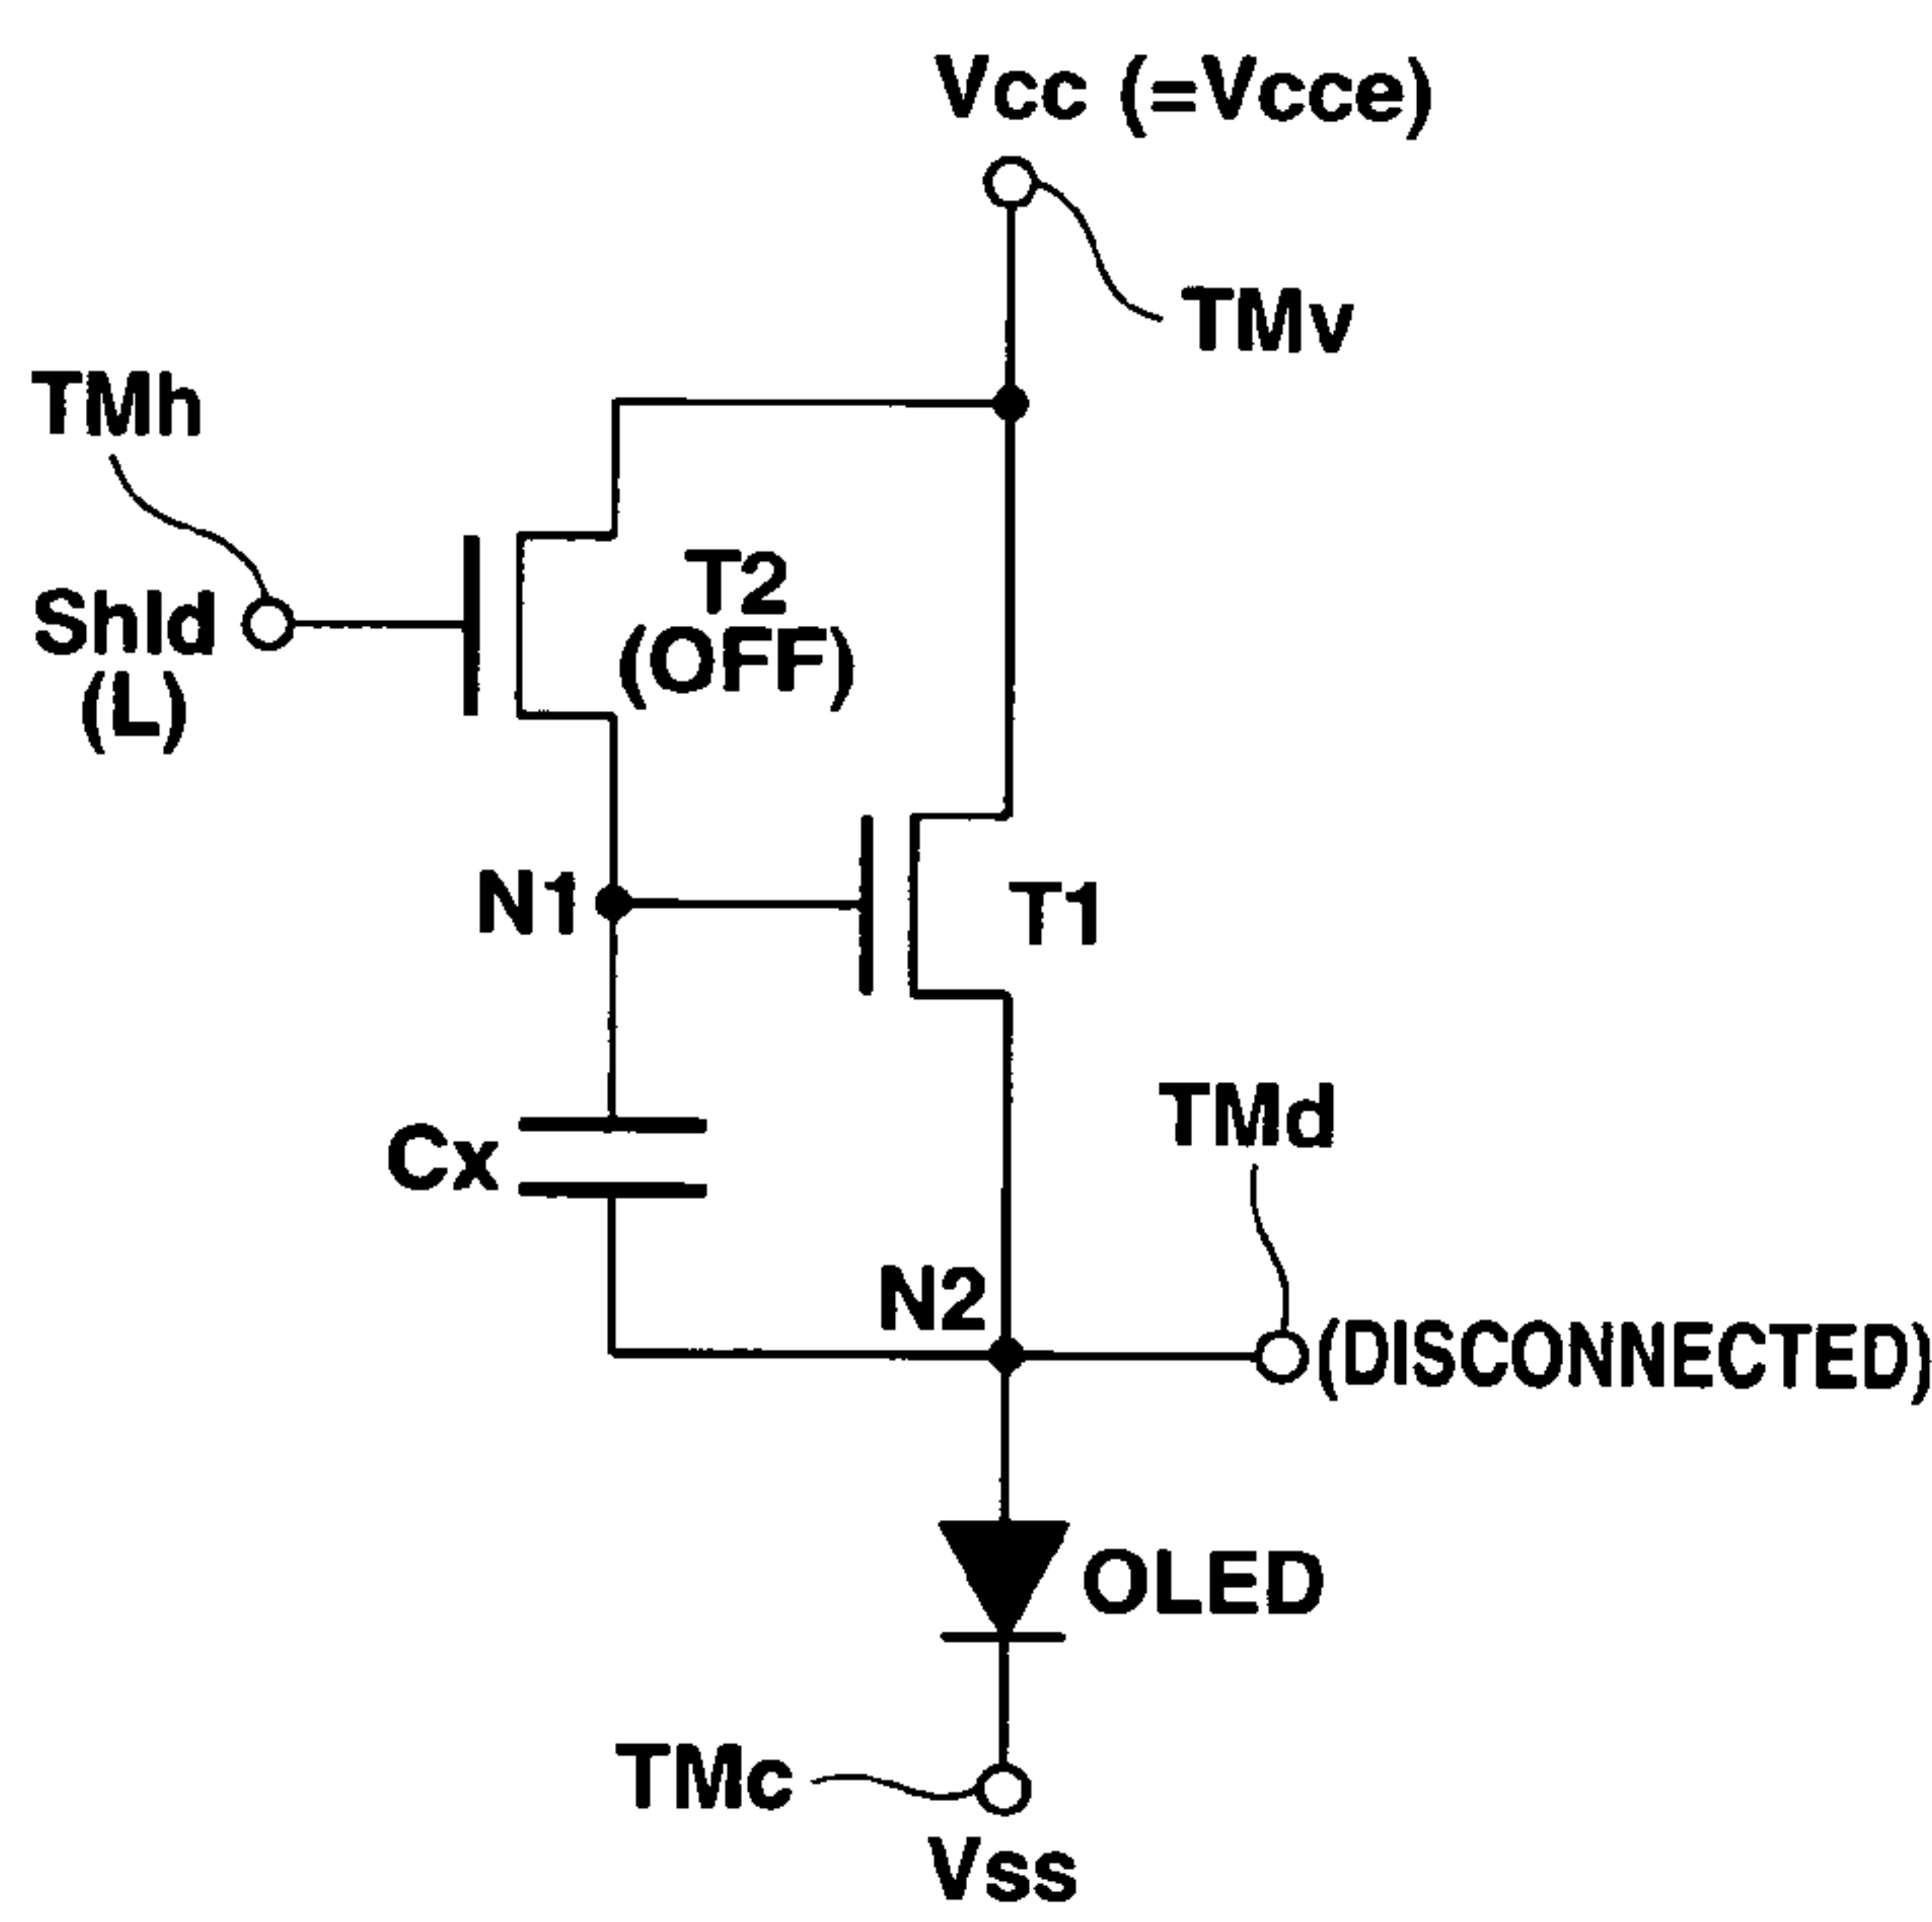 Vcc (=Vcce)
TMv
TMh
Shld
(L)
T2
(OFF)
N1
T1
Cx
TMd
N2
(DISCONNECTED)
OLED
TMc
Vss